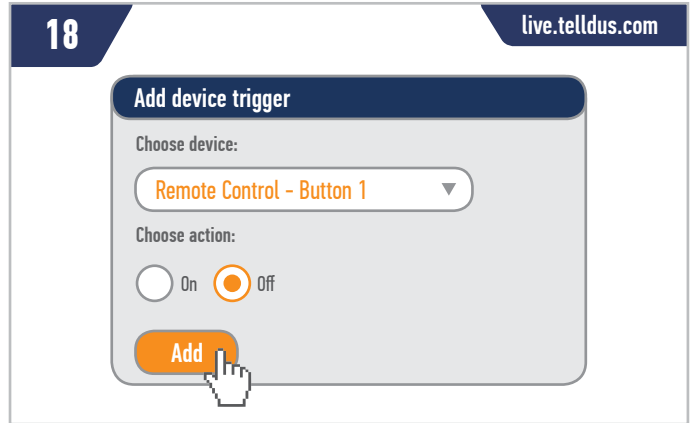 18
live.telldus.com
Add device trigger
Choose device:
Remote Control - Button 1
Choose action:
On Off
Add